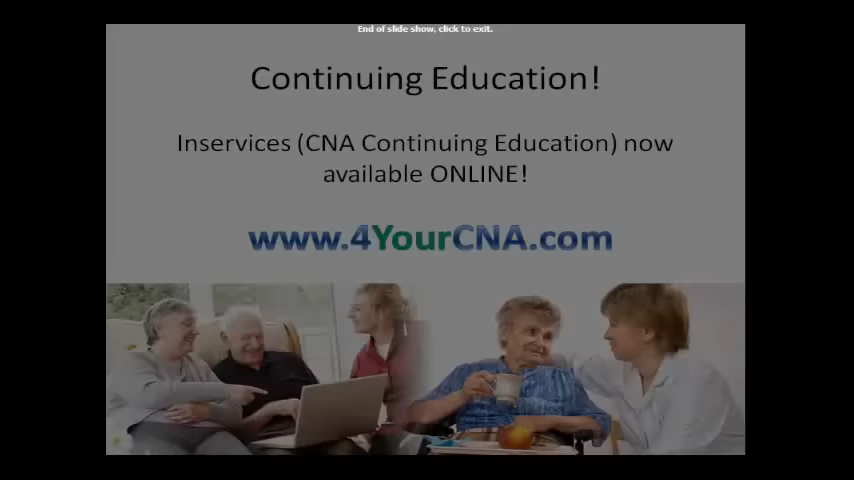 End of slide show, click to exit.
Continuing Education!
Inservices (CNA Continuing Education) now
available ONLINE!
www.4YourCNA.com